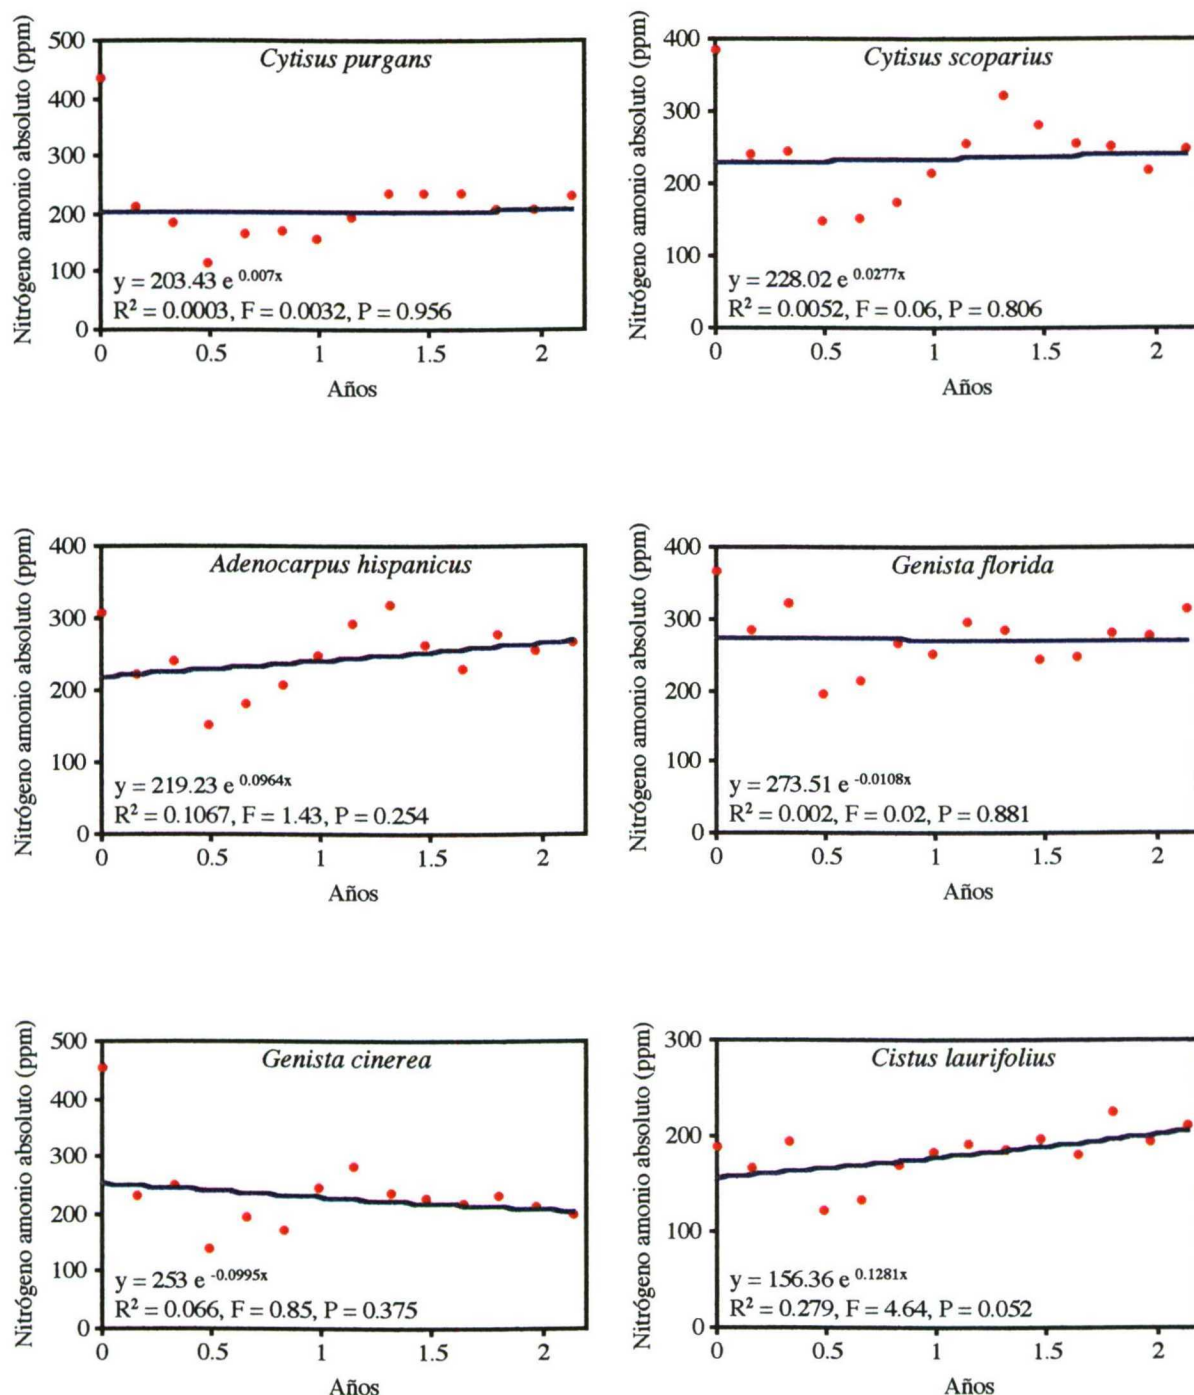 Nitrógeno amonio absoluto (ppm)
Cytisus purgans
500
400
300
200
100
0
y = 203.43 e 0.007x
R² = 0.0003, F = 0.0032, P = 0.956
0 0.5 1 1.5 2
Años
Nitrógeno amonio absoluto (ppm)
Cytisus scoparius
400
300
200
100
0
y = 228.02 e 0.0277x
R² = 0.0052, F = 0.06, P = 0.806
0 0.5 1 1.5 2
Años
Nitrógeno amonio absoluto (ppm)
Adenocarpus hispanicus
400
300
200
100
0
y = 219.23 e 0.0964x
R² = 0.1067, F = 1.43, P = 0.254
0 0.5 1 1.5 2
Años
Nitrógeno amonio absoluto (ppm)
Genista florida
400
300
200
100
0
y = 273.51 e -0.0108x
R² = 0.002, F = 0.02, P = 0.881
0 0.5 1 1.5 2
Años
Nitrógeno amonio absoluto (ppm)
Genista cinerea
500
400
300
200
100
0
y = 253 e -0.0995x
R² = 0.066, F = 0.85, P = 0.375
0 0.5 1 1.5 2
Años
Nitrógeno amonio absoluto (ppm)
Cistus laurifolius
300
200
100
0
y = 156.36 e 0.1281x
R² = 0.279, F = 4.64, P = 0.052
0 0.5 1 1.5 2
Años